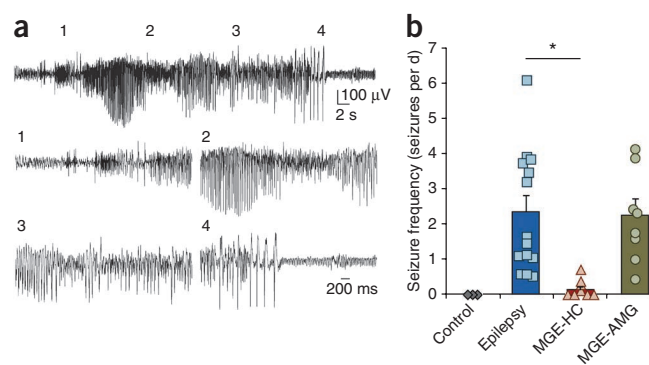 a
1 2 3 4
100 µV
2 s
1 2
3 4
200 ms
b
*
Seizure frequency (seizures per d)
7
6
5
4
3
2
1
0
Control
Epilepsy
MGE-HC
MGE-AMG